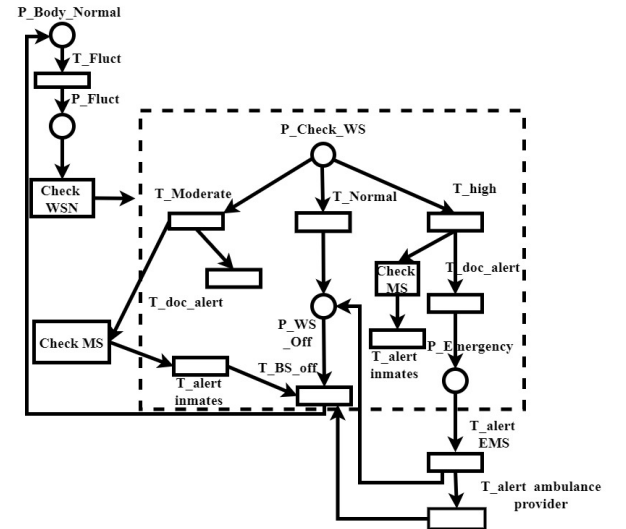 P_Body_Normal
T_Fluct
P_Fluct
Check
WSN
P_Check_WS
T_Moderate
T_Normal
T_high
T_doc_alert
Check
MS
T_doc_alert
Check MS
P_WS
_Off
T_alert
inmates
P_Emergency
T_BS_off
T_alert
inmates
T_alert
EMS
T_alert ambulance
provider